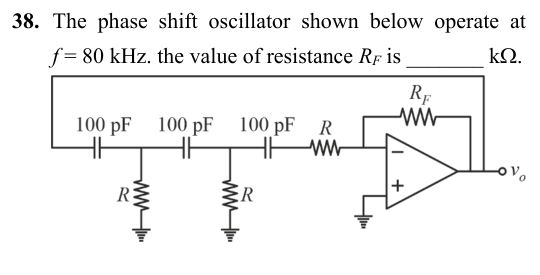 38. The phase shift oscillator shown below operate at
f = 80 kHz. the value of resistance RF is ________ kΩ.
RF
100 pF 100 pF 100 pF R
R R
−
+
vo